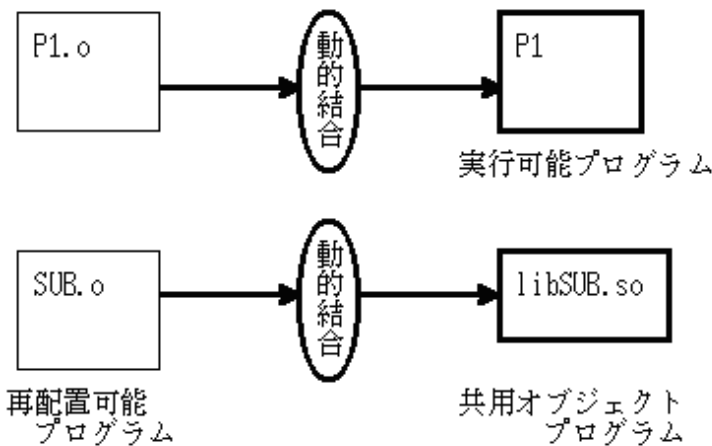 P1.o
動的結合
P1
実行可能プログラム
SUB.o
動的結合
libSUB.so
再配置可能
プログラム
共用オブジェクト
プログラム